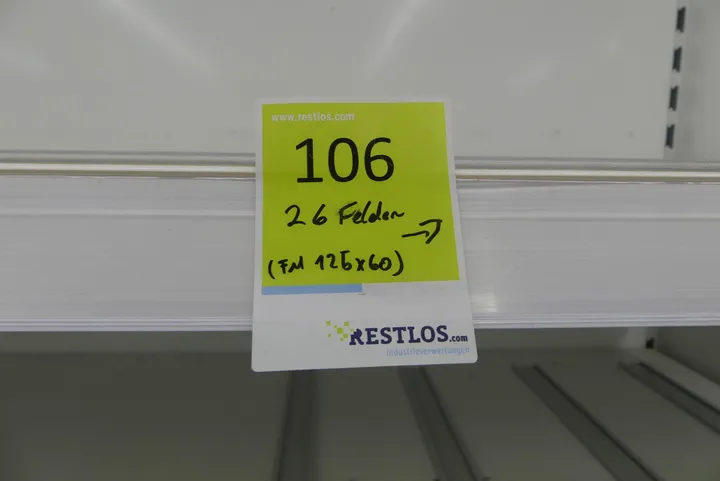 www.restlos.com
106
26 Felder
(FM 125x60)
RESTLOS.com
Industrieverwertungen